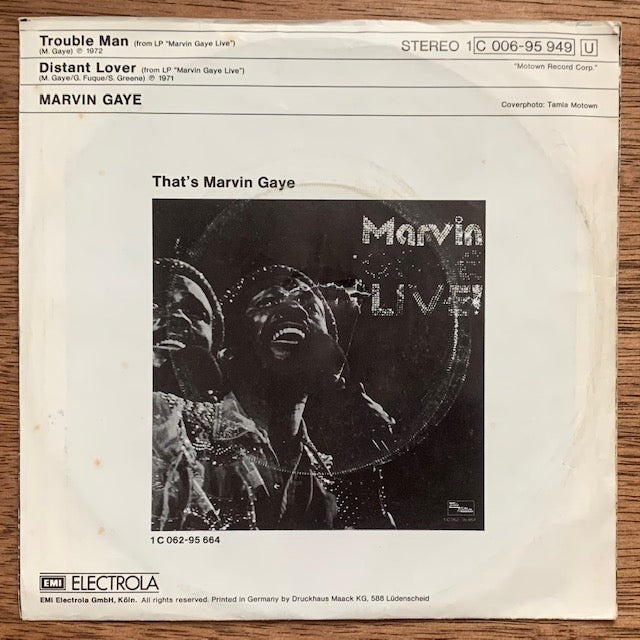 Trouble Man (from LP "Marvin Gaye Live")
(M. Gaye) ℗ 1972
STEREO 1C 006-95 949 U
Distant Lover (from LP "Marvin Gaye Live")
(M. Gaye/G. Fuque/S. Greene) ℗ 1971
"Motown Record Corp."
MARVIN GAYE
Coverphoto: Tamla Motown
That's Marvin Gaye
Marvin
GAYE
LIVE!
1C 062-95 664
EMI ELECTROLA
EMI Electrola GmbH, Köln. All rights reserved. Printed in Germany by Druckhaus Maack KG, 588 Lüdenscheid